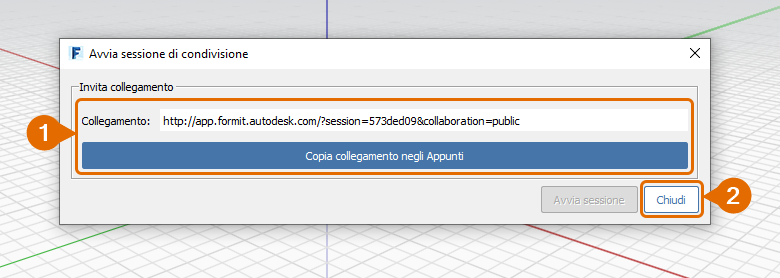 F Avvia sessione di condivisione
Invita collegamento
1
Collegamento: http://app.formit.autodesk.com/?session=573ded09&collaboration=public
Copia collegamento negli Appunti
Avvia sessione
Chiudi
2